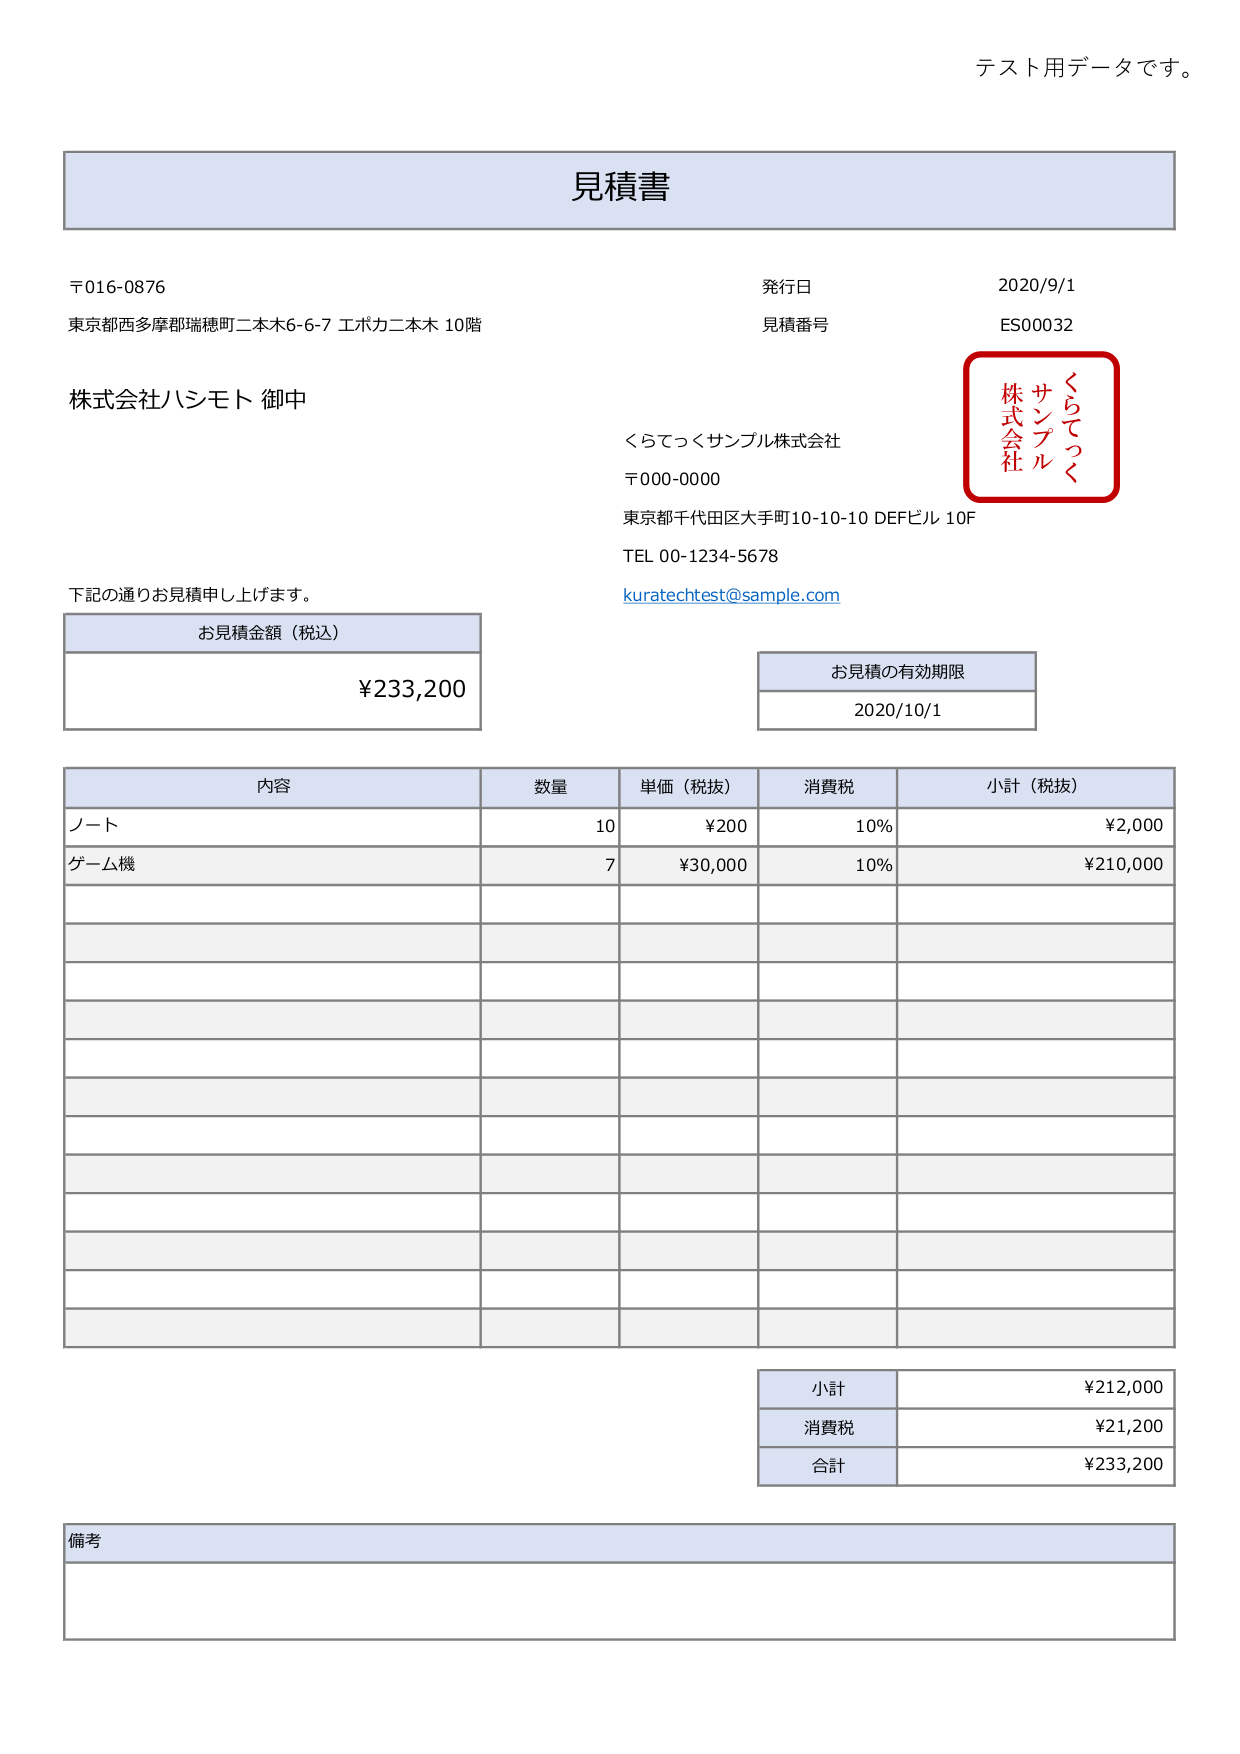 テスト用データです。
見積書
〒016-0876
発行日 2020/9/1
東京都西多摩郡瑞穂町二本木6-6-7 エポカ二本木 10階
見積番号 ES00032
株式会社ハシモト 御中
くらてっく
サンプル
株式会社
くらてっくサンプル株式会社
〒000-0000
東京都千代田区大手町10-10-10 DEFビル 10F
TEL 00-1234-5678
kuratechtest@sample.com
下記の通りお見積申し上げます。
お見積金額（税込）
¥233,200
お見積の有効期限
2020/10/1
内容 数量 単価（税抜） 消費税 小計（税抜）
ノート 10 ¥200 10% ¥2,000
ゲーム機 7 ¥30,000 10% ¥210,000
小計 ¥212,000
消費税 ¥21,200
合計 ¥233,200
備考